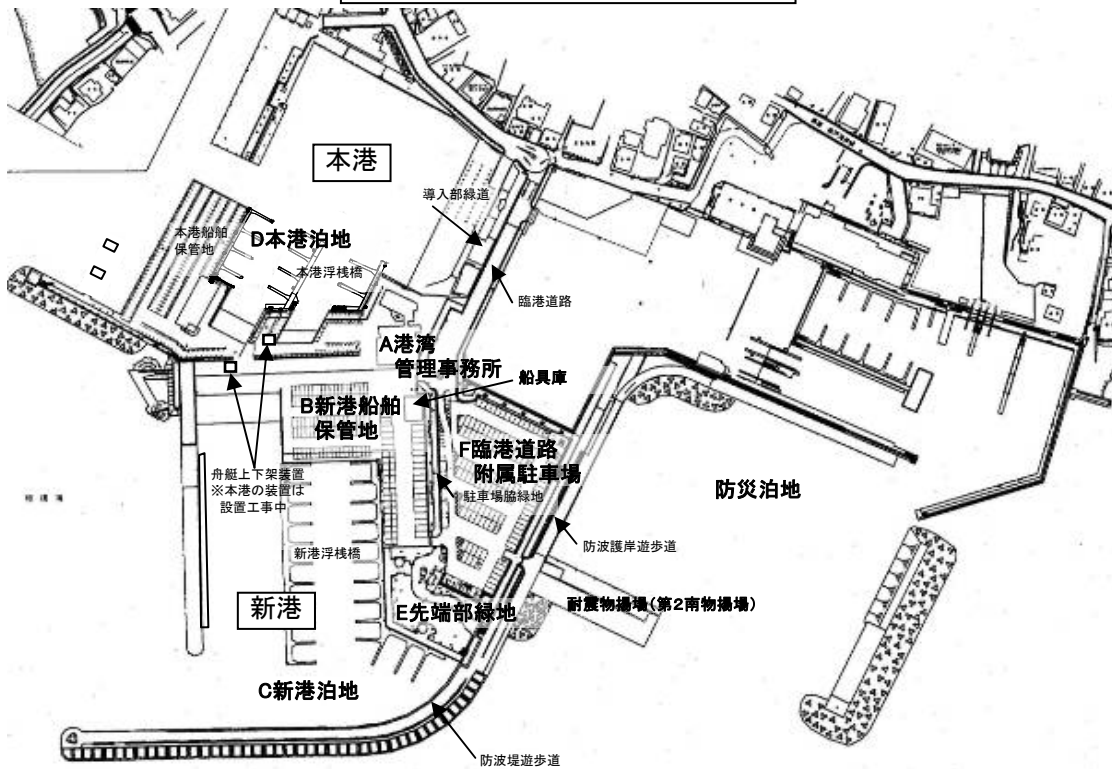 本港
導入部緑道
本港船舶
保管地
D本港泊地
本港浮桟橋
臨港道路
A港湾
管理事務所
船具庫
B新港船舶
保管地
F臨港道路
附属駐車場
舟艇上下架装置
※本港の装置は
設置工事中
駐車場脇緑地
防災泊地
新港浮桟橋
防波護岸遊歩道
新港
E先端部緑地
耐震物揚場(第2南物揚場)
C新港泊地
防波堤遊歩道